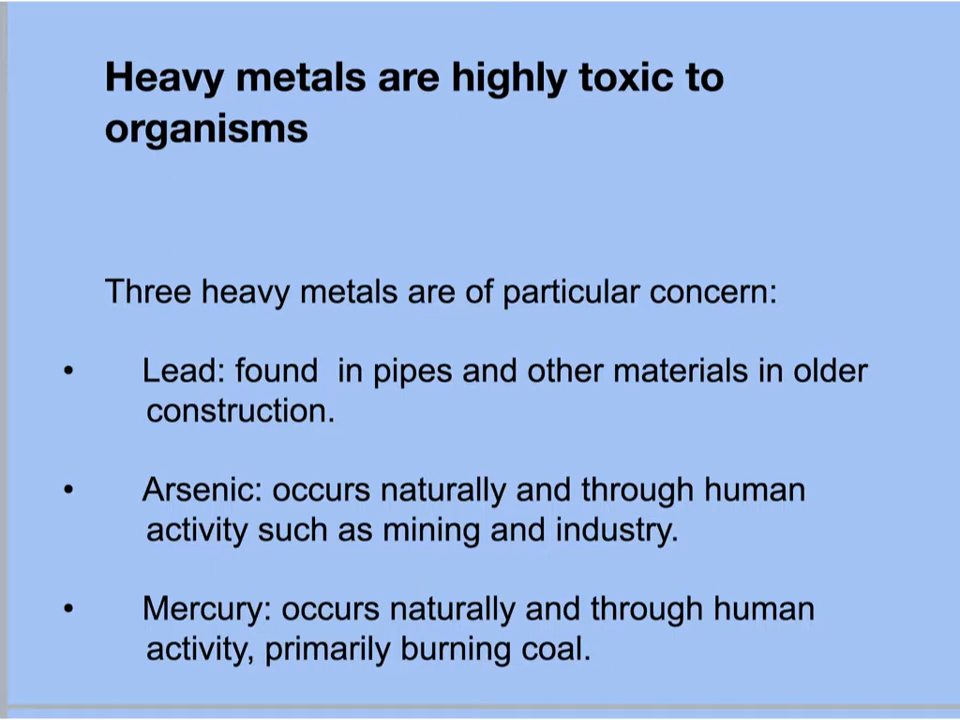 Heavy metals are highly toxic to
organisms
Three heavy metals are of particular concern:
• Lead: found  in pipes and other materials in older
construction.
• Arsenic: occurs naturally and through human
activity such as mining and industry.
• Mercury: occurs naturally and through human
activity, primarily burning coal.